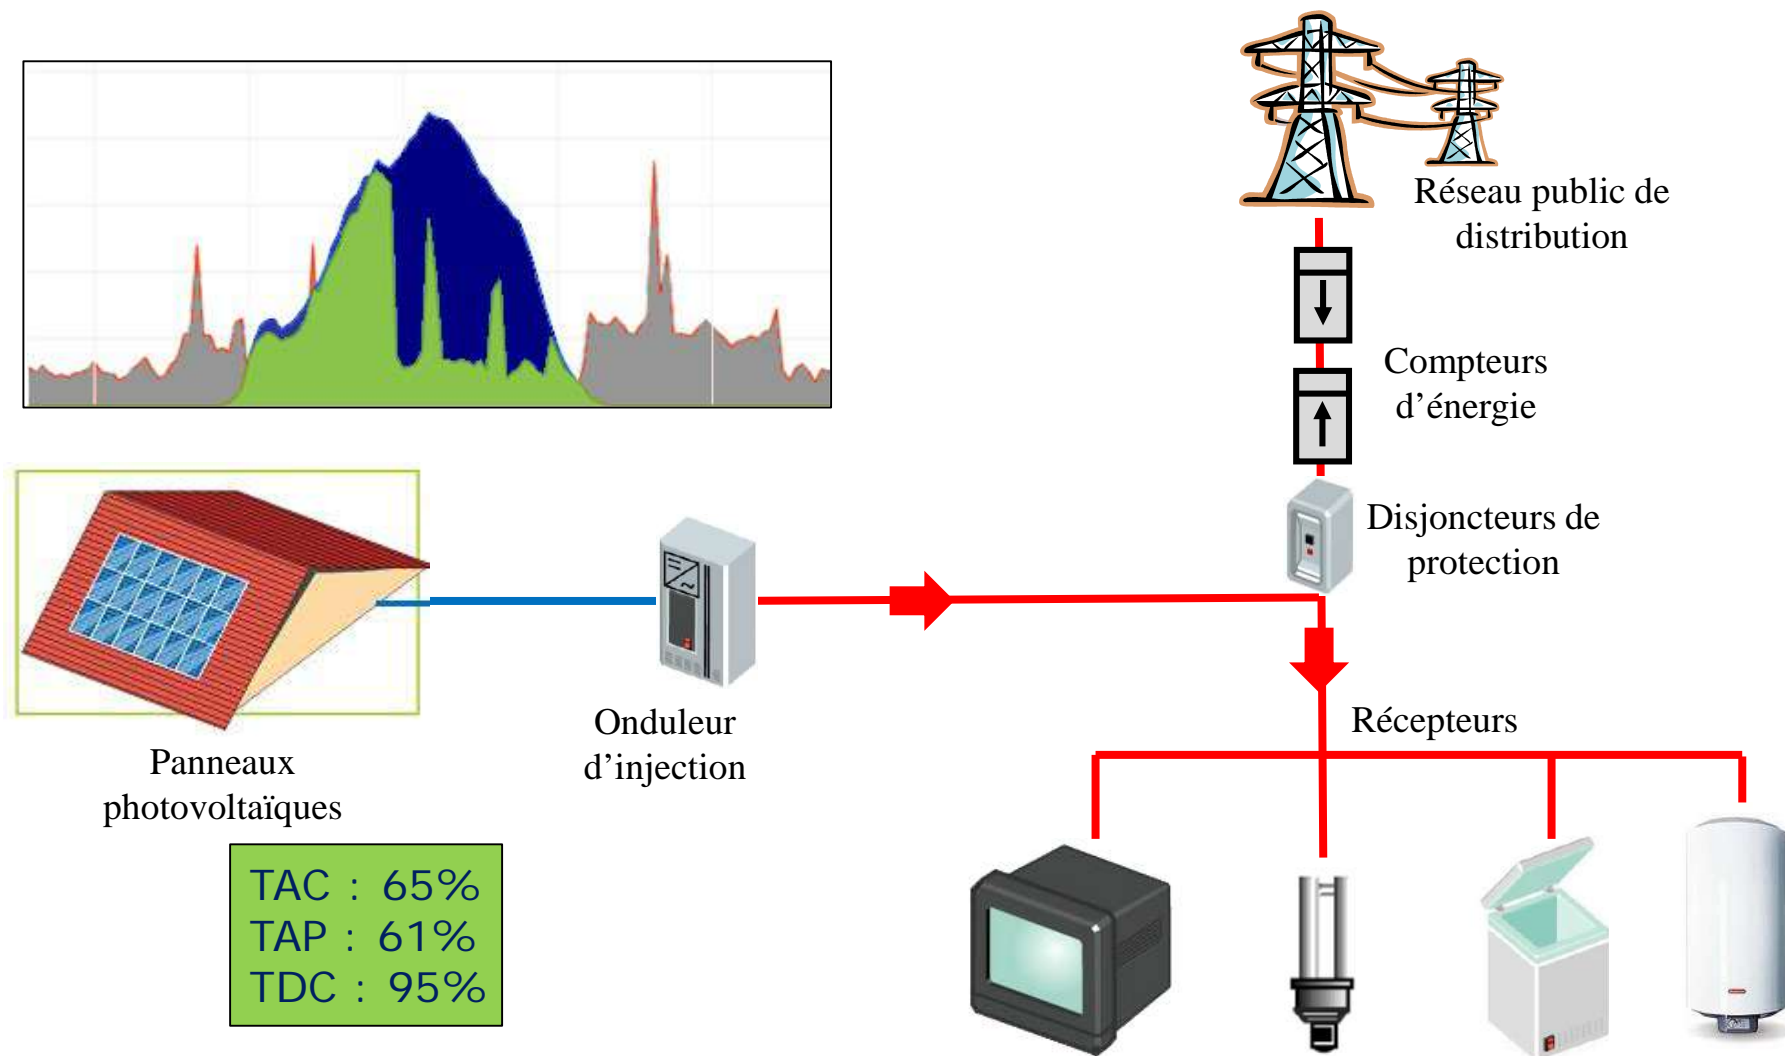 Réseau public de
distribution
Compteurs
d’énergie
Disjoncteurs de
protection
Onduleur
d’injection
Récepteurs
Panneaux
photovoltaïques
TAC : 65%
TAP : 61%
TDC : 95%